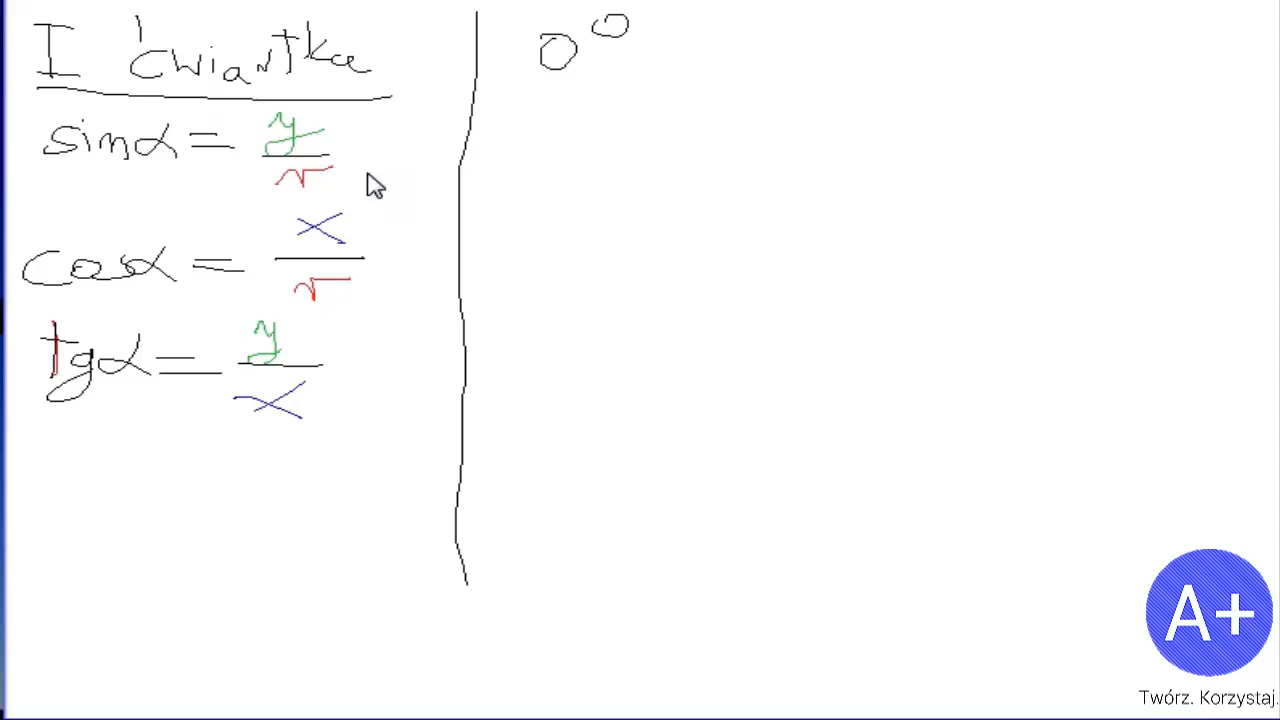 I ćwiartka
sinα = y/r
cosα = x/r
tgα = y/x
0°
A+
Twórz. Korzystaj.